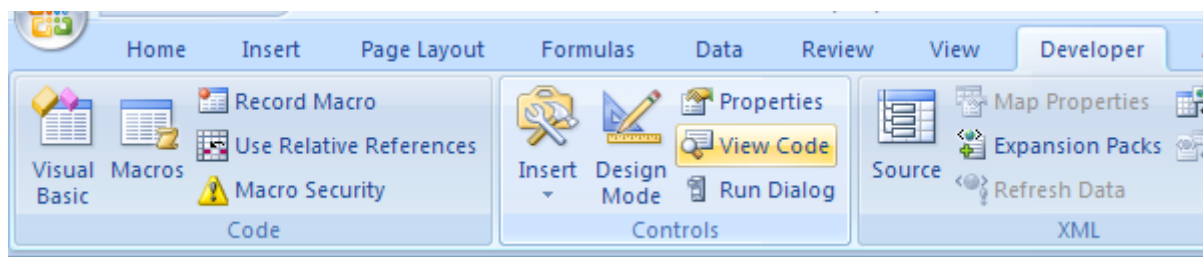 Home Insert Page Layout Formulas Data Review View Developer
Record Macro
Use Relative References
Macro Security
Visual Basic
Macros
Code
Insert
Design Mode
Properties
View Code
Run Dialog
Controls
Source
Map Properties
Expansion Packs
Refresh Data
XML